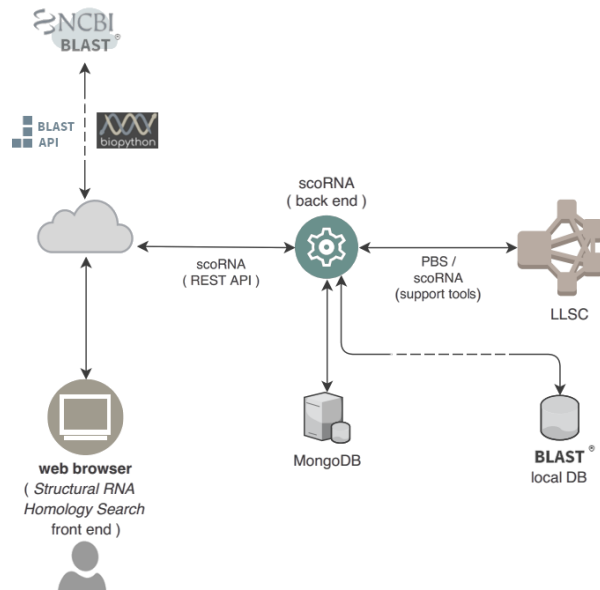 NCBI
BLAST®
BLAST
API
biopython
scoRNA
( back end )
scoRNA
( REST API )
PBS /
scoRNA
(support tools)
LLSC
MongoDB
BLAST®
local DB
web browser
( Structural RNA
Homology Search
front end )